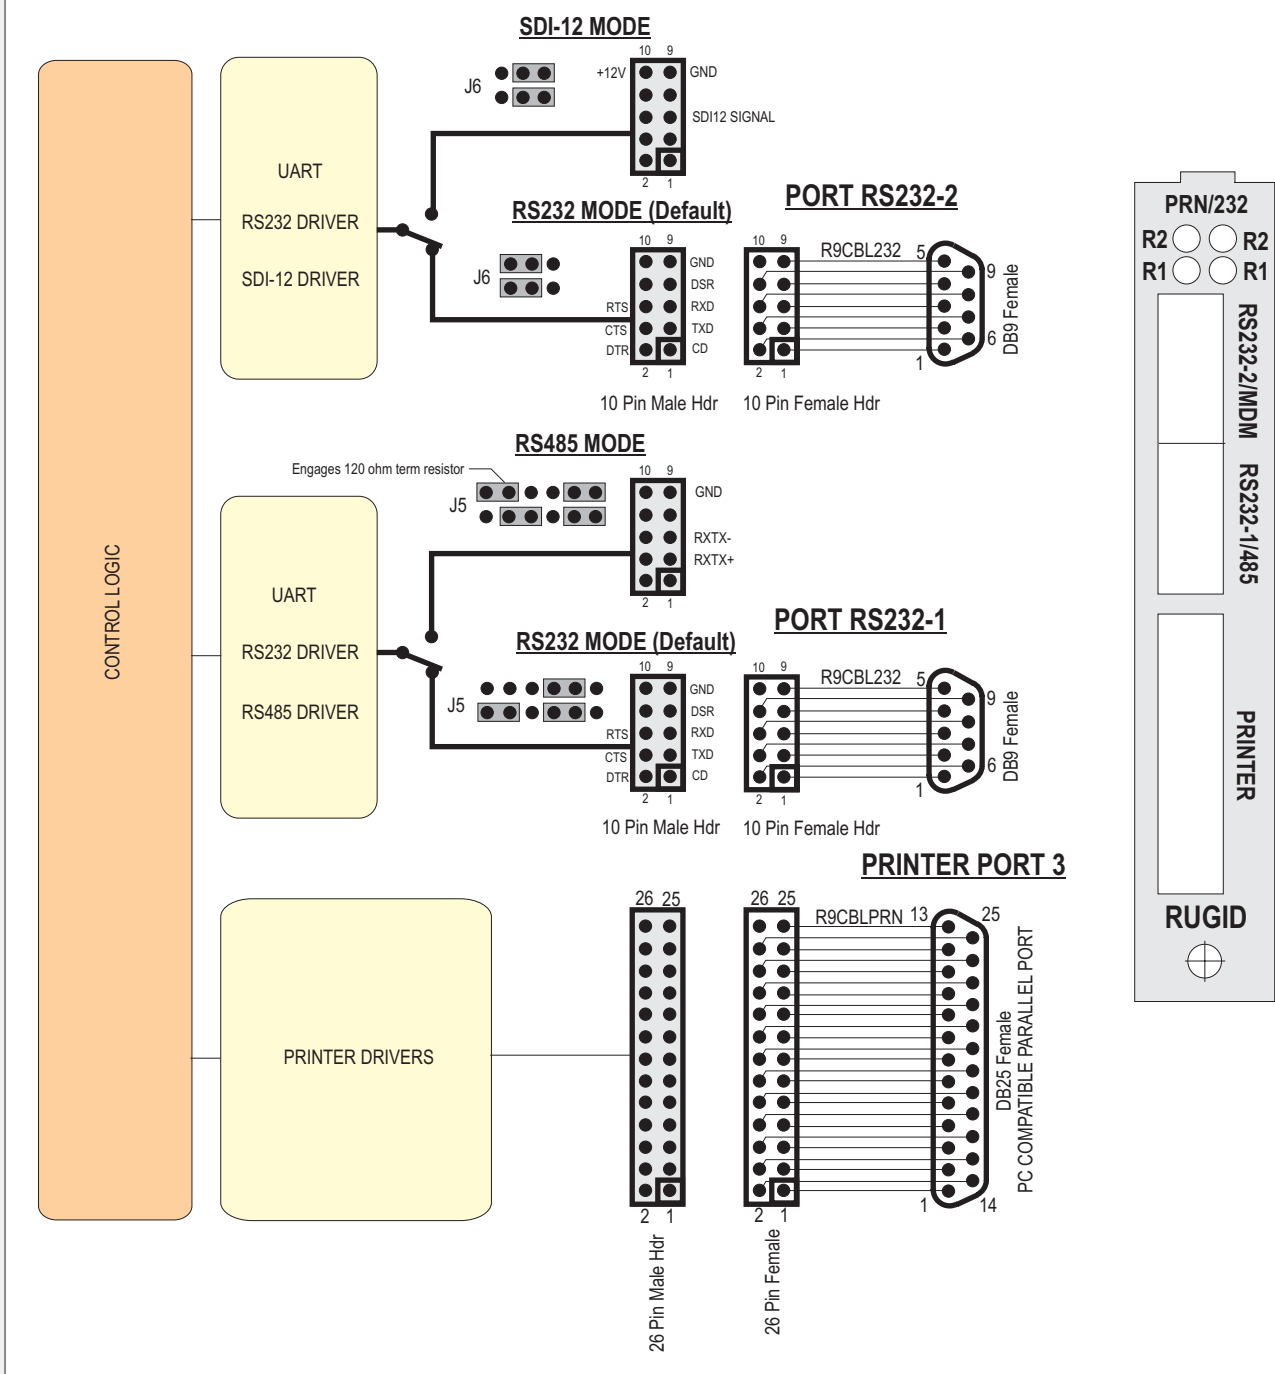 SDI-12 MODE
10 9
J6
+12V
GND
SDI12 SIGNAL
2 1
UART
RS232 DRIVER
SDI-12 DRIVER
RS232 MODE (Default)
PORT RS232-2
10 9
J6
GND
DSR
RTS
RXD
CTS
TXD
DTR
CD
2 1
10 9
R9CBL232
5
9
6
1
DB9 Female
2 1
10 Pin Male Hdr
10 Pin Female Hdr
RS485 MODE
Engages 120 ohm term resistor
J5
10 9
GND
RXTX-
RXTX+
2 1
CONTROL LOGIC
UART
RS232 DRIVER
RS485 DRIVER
RS232 MODE (Default)
PORT RS232-1
J5
10 9
GND
DSR
RTS
RXD
CTS
TXD
DTR
CD
2 1
10 9
R9CBL232
5
9
6
1
DB9 Female
2 1
10 Pin Male Hdr
10 Pin Female Hdr
PRINTER PORT 3
PRINTER DRIVERS
26 25
2 1
26 Pin Male Hdr
26 25
R9CBLPRN
13
25
1
14
2 1
26 Pin Female
DB25 Female
PC COMPATIBLE PARALLEL PORT
PRN/232
R2 R2
R1 R1
RS232-2/MDM
RS232-1/485
PRINTER
RUGID